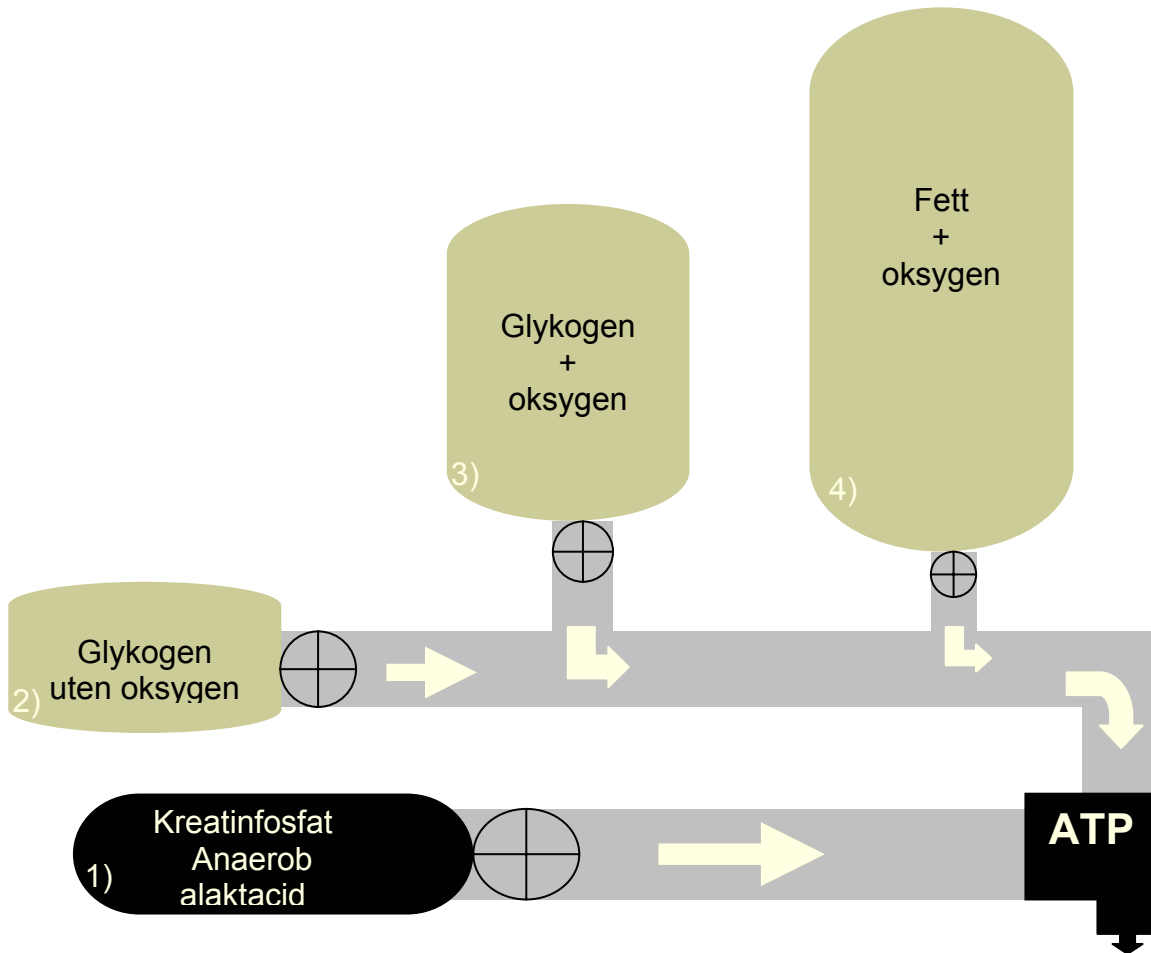 Fett
+
oksygen
4)
Glykogen
+
oksygen
3)
Glykogen
uten oksygen
2)
Kreatinfosfat
Anaerob
alaktacid
1)
ATP